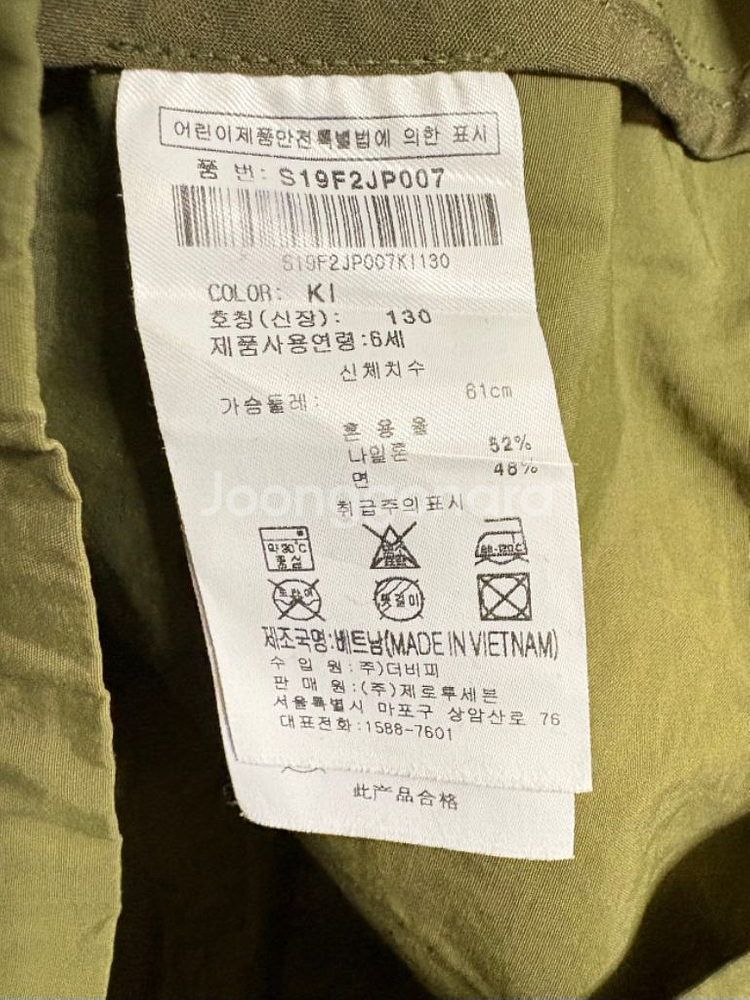 어린이제품안전특별법에 의한 표시
품 번: S19F2JP007
S19F2JP007KI130
COLOR: KI
호칭(신장): 130
제품사용연령:6세
신체치수
가슴둘레: 61cm
혼 용 율
나일론 52%
면 48%
Joongonnara
취급주의표시
약30℃
중성
드라이
뜻걸이
제조국명:베트남(MADE IN VIETNAM)
수 입 원:주)더비피
판 매 원:(주)제로투세븐
서울특별시 마포구 상암산로 76
대표전화:1588-7601
此产品合格